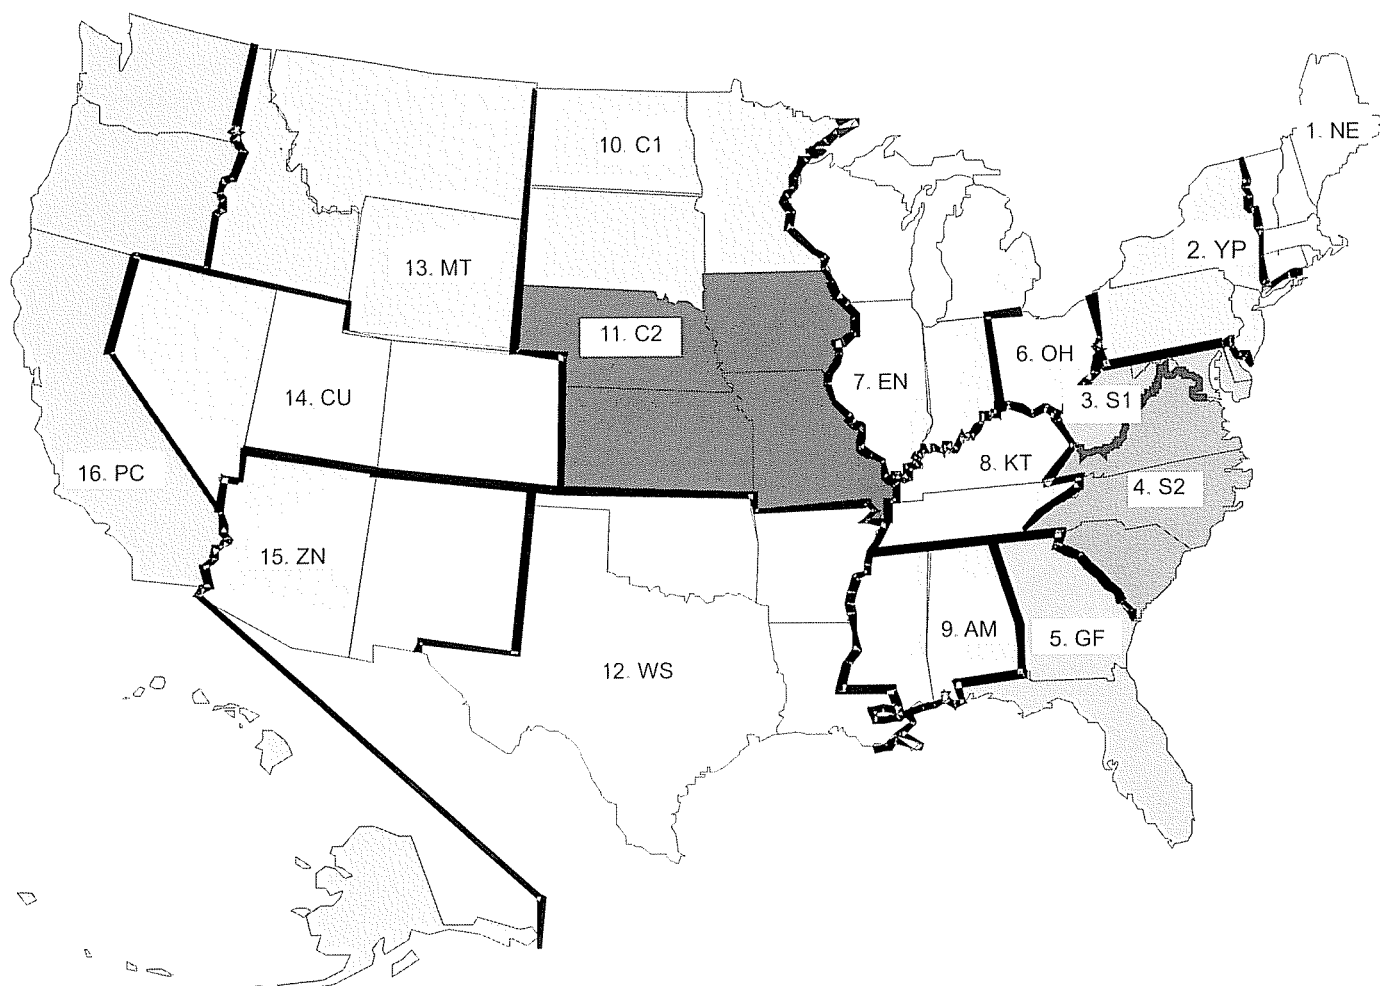 1. NE
10. C1
2. YP
13. MT
11. C2
6. OH
7. EN
14. CU
3. S1
8. KT
16. PC
4. S2
15. ZN
9. AM
5. GF
12. WS